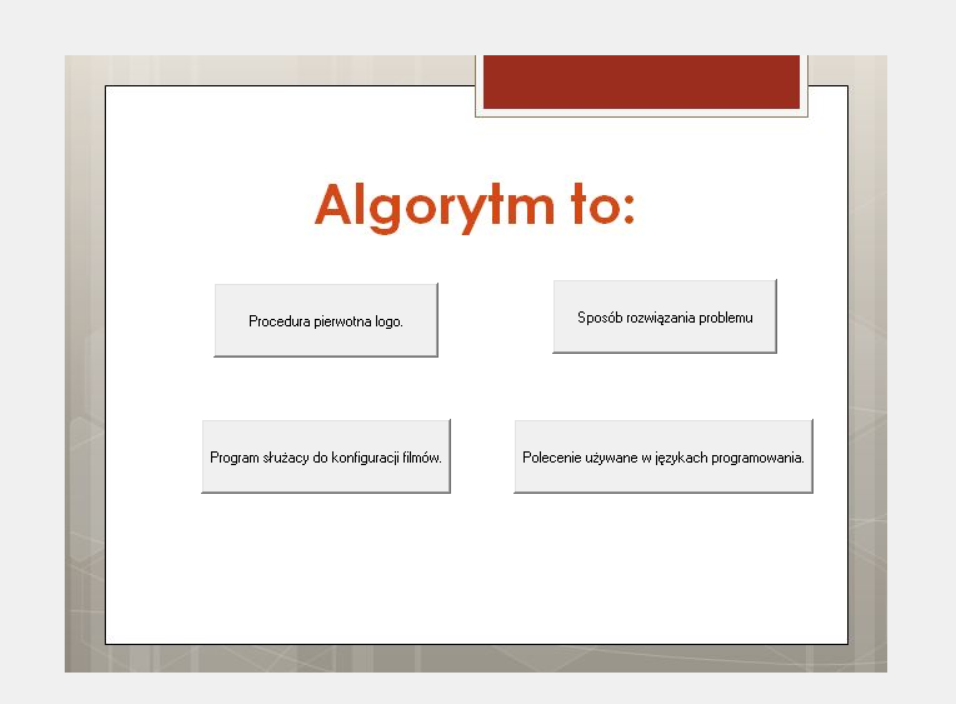 Algorytm to:
Procedura pierwotna logo.
Sposób rozwiązania problemu
Program służacy do konfiguracji filmów.
Polecenie używane w językach programowania.